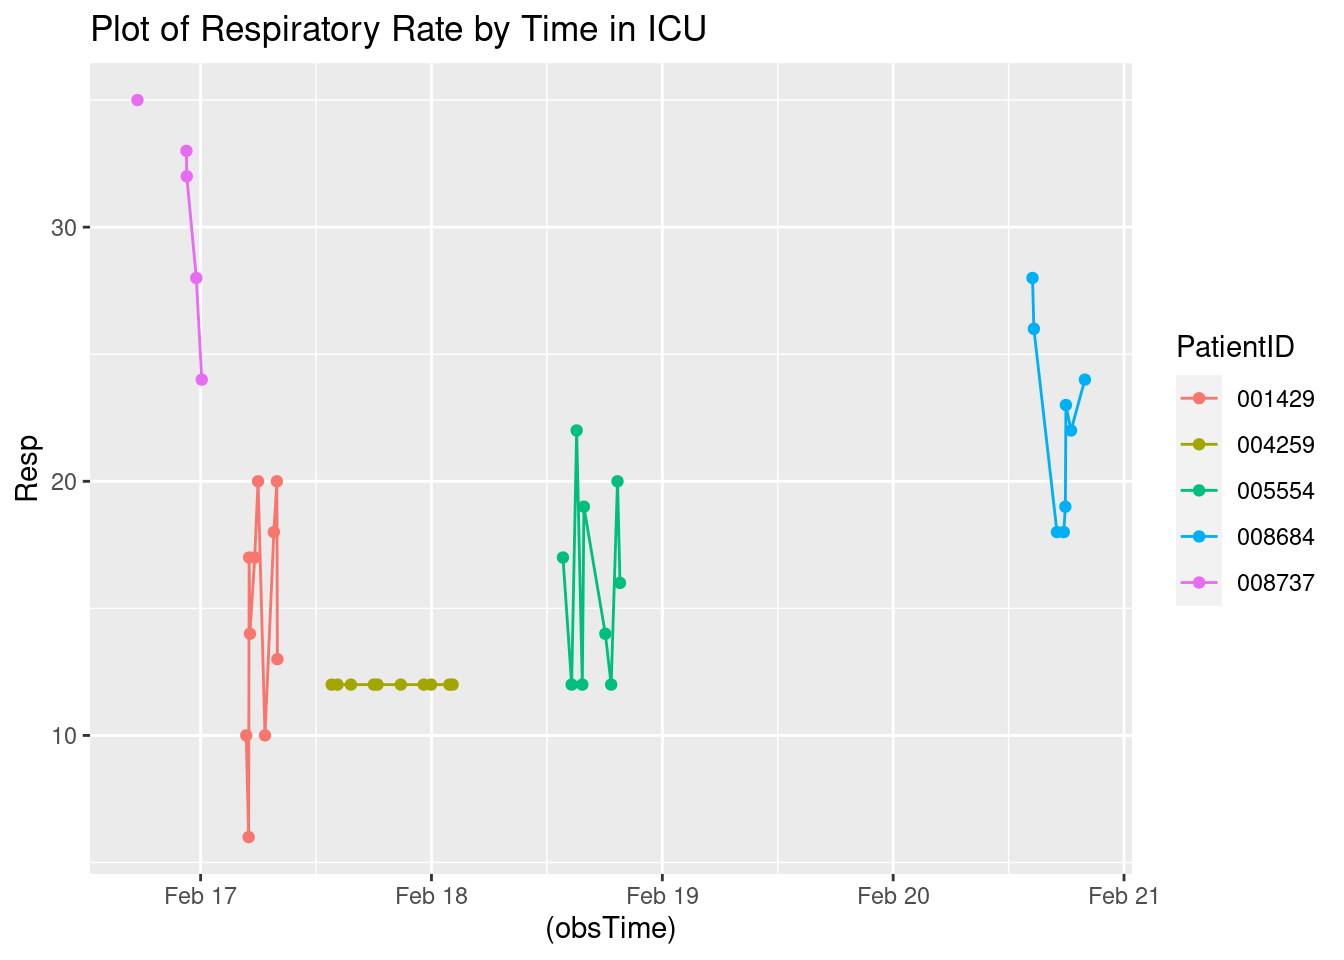 Plot of Respiratory Rate by Time in ICU
30
20
10
Resp
Feb 17
Feb 18
Feb 19
Feb 20
Feb 21
(obsTime)
PatientID
001429
004259
005554
008684
008737